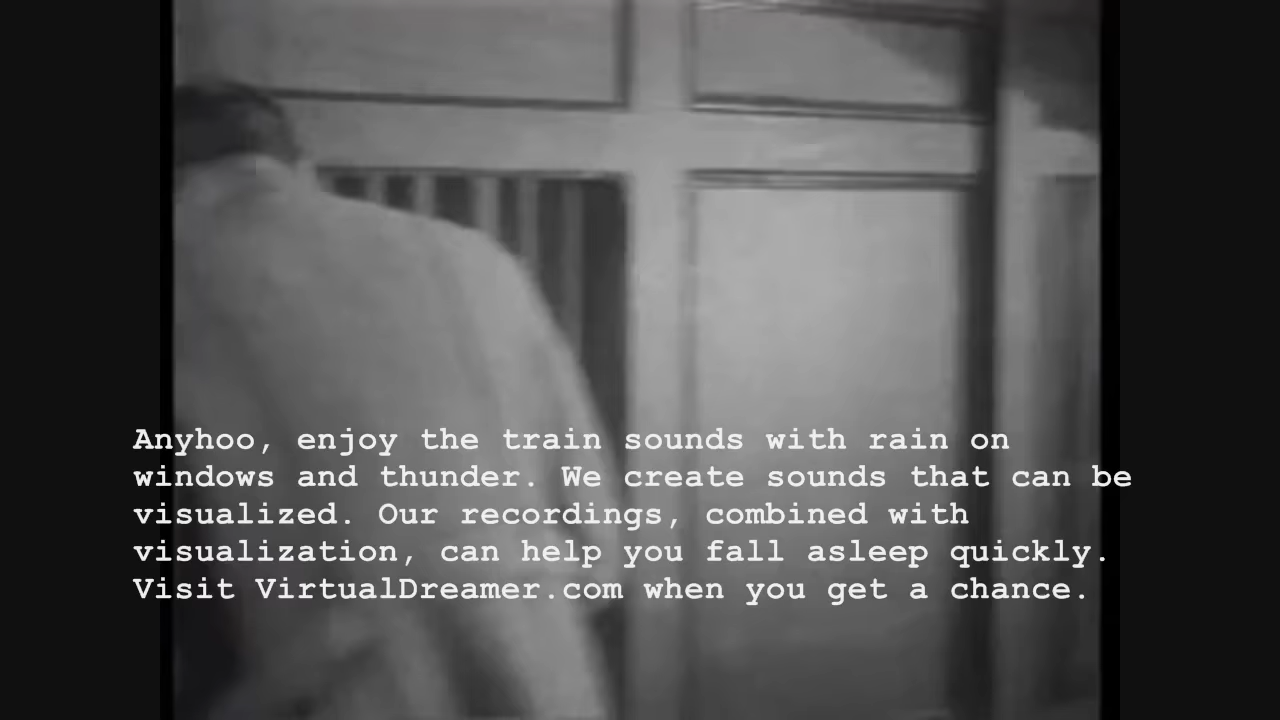 Anyhoo, enjoy the train sounds with rain on
windows and thunder. We create sounds that can be
visualized. Our recordings, combined with
visualization, can help you fall asleep quickly.
Visit VirtualDreamer.com when you get a chance.